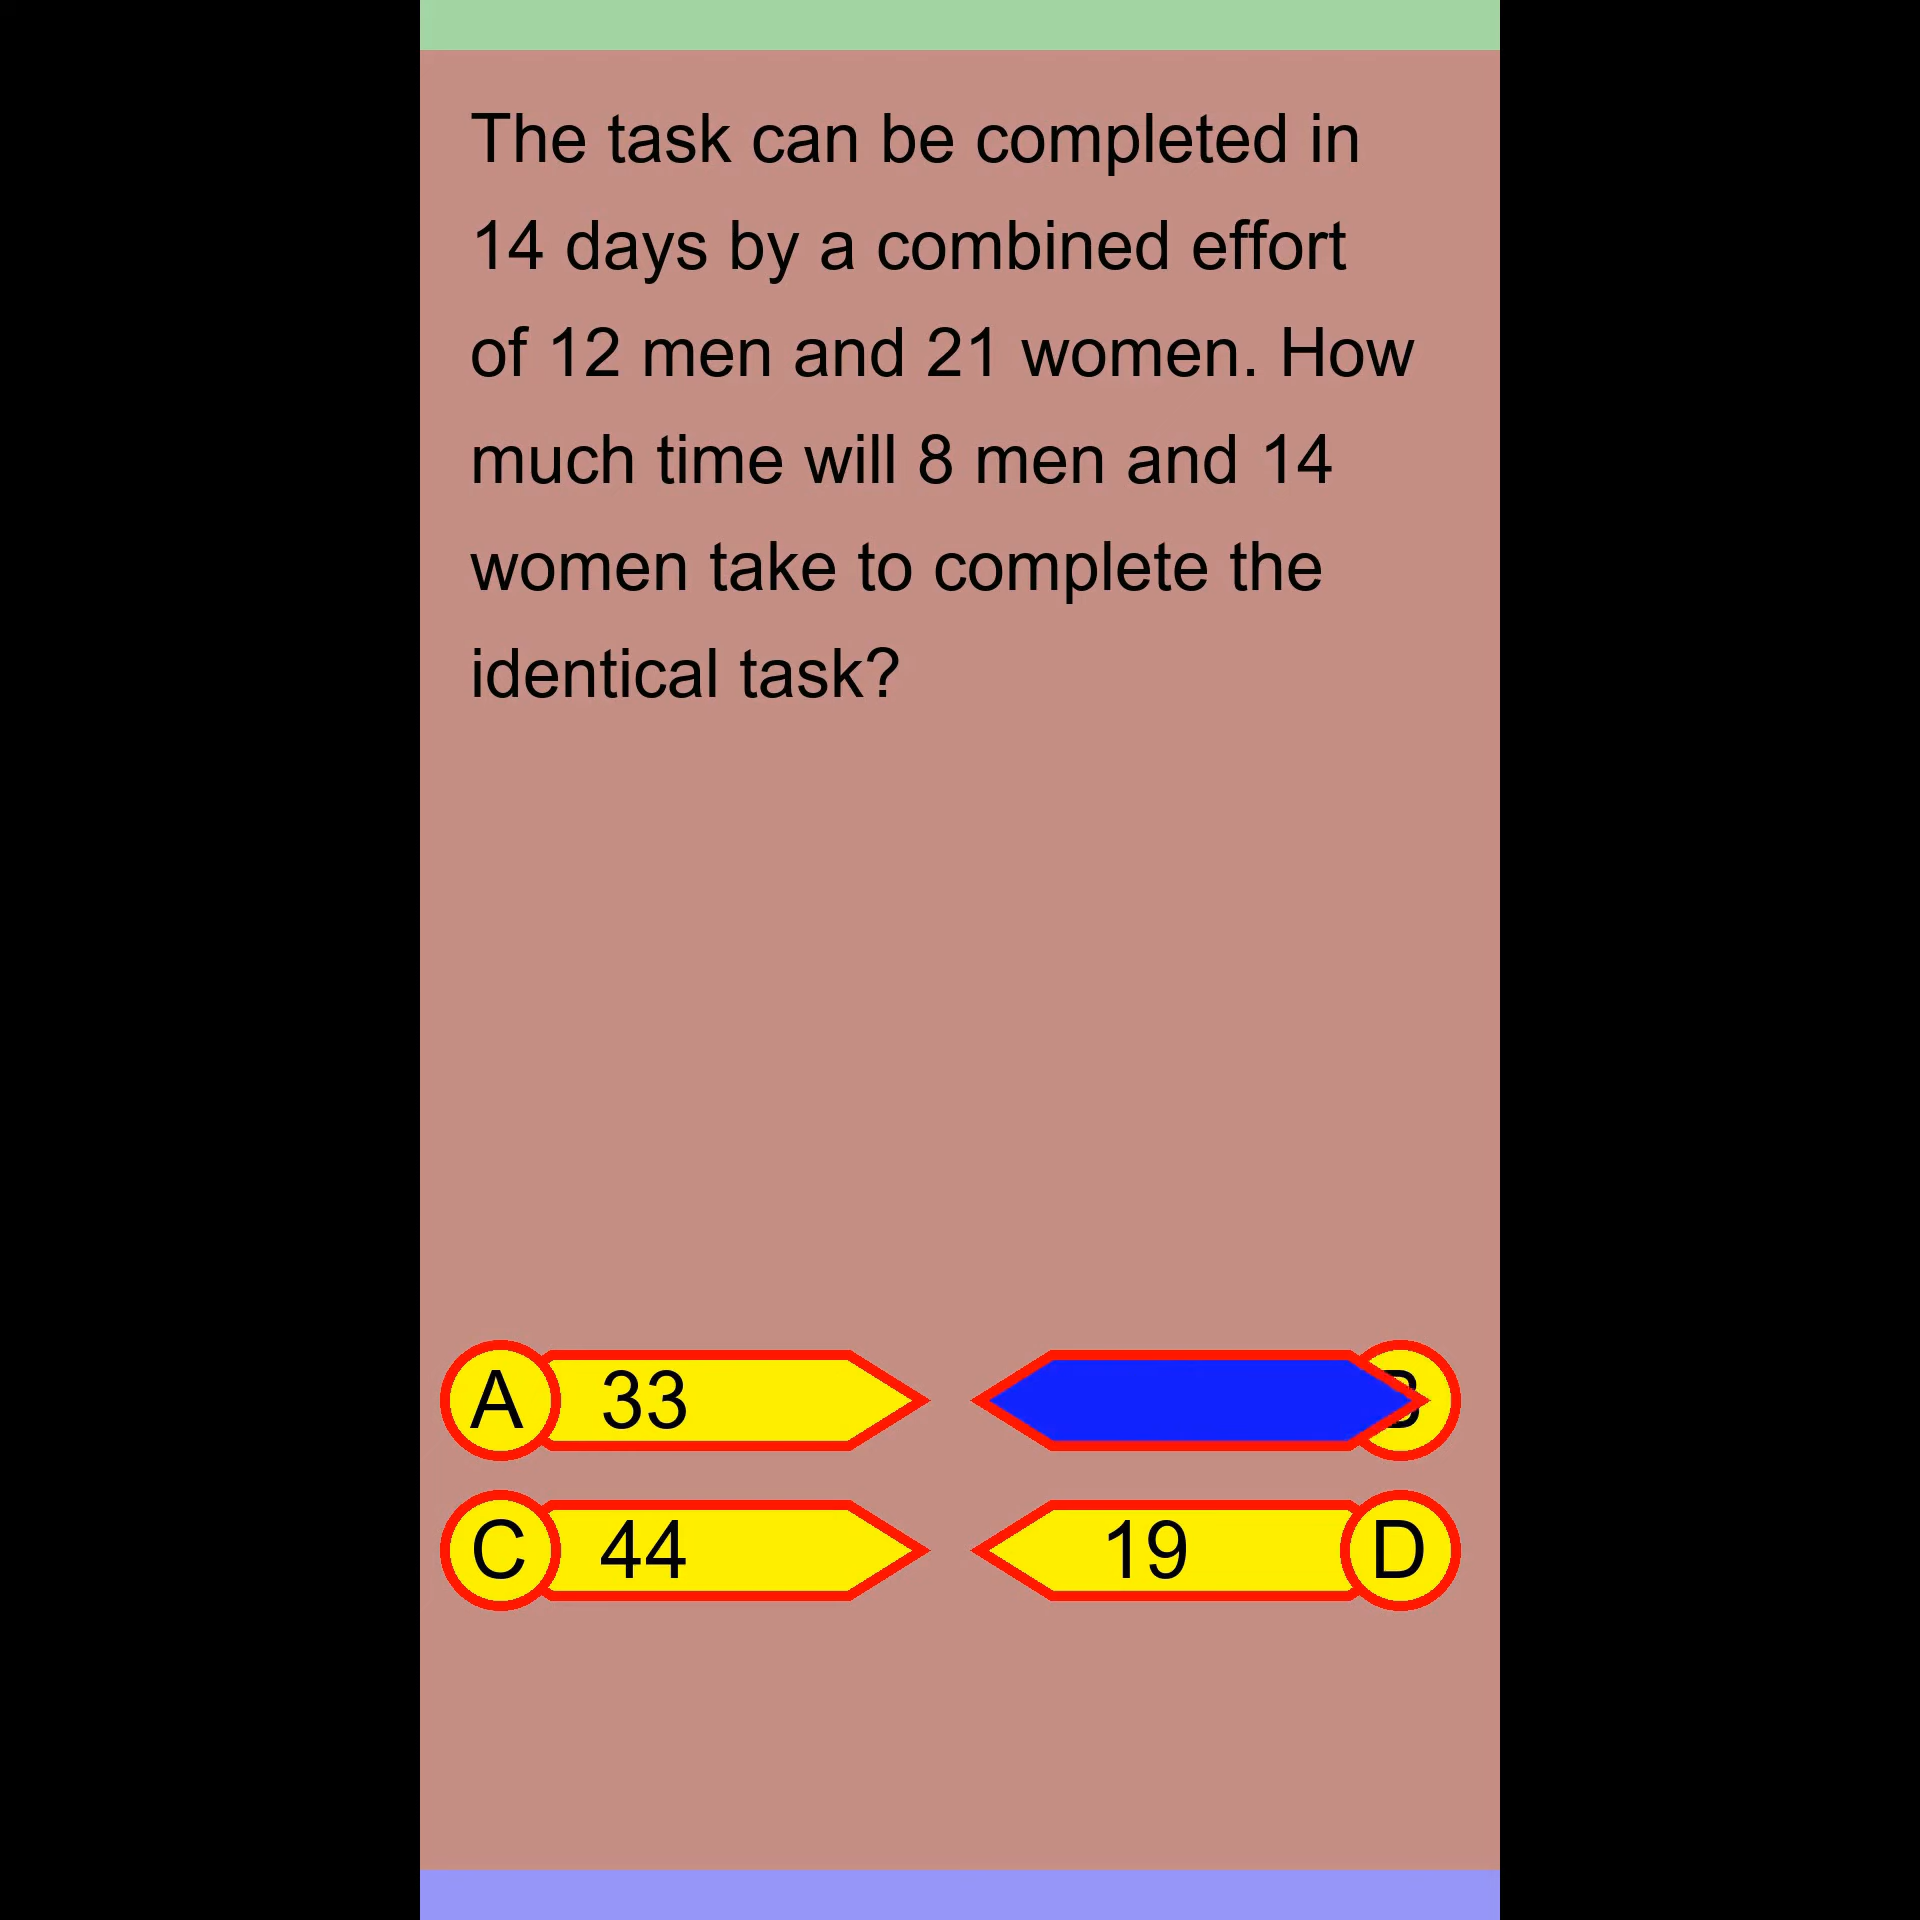 The task can be completed in
14 days by a combined effort
of 12 men and 21 women. How
much time will 8 men and 14
women take to complete the
identical task?
A 33
B
C 44
19 D